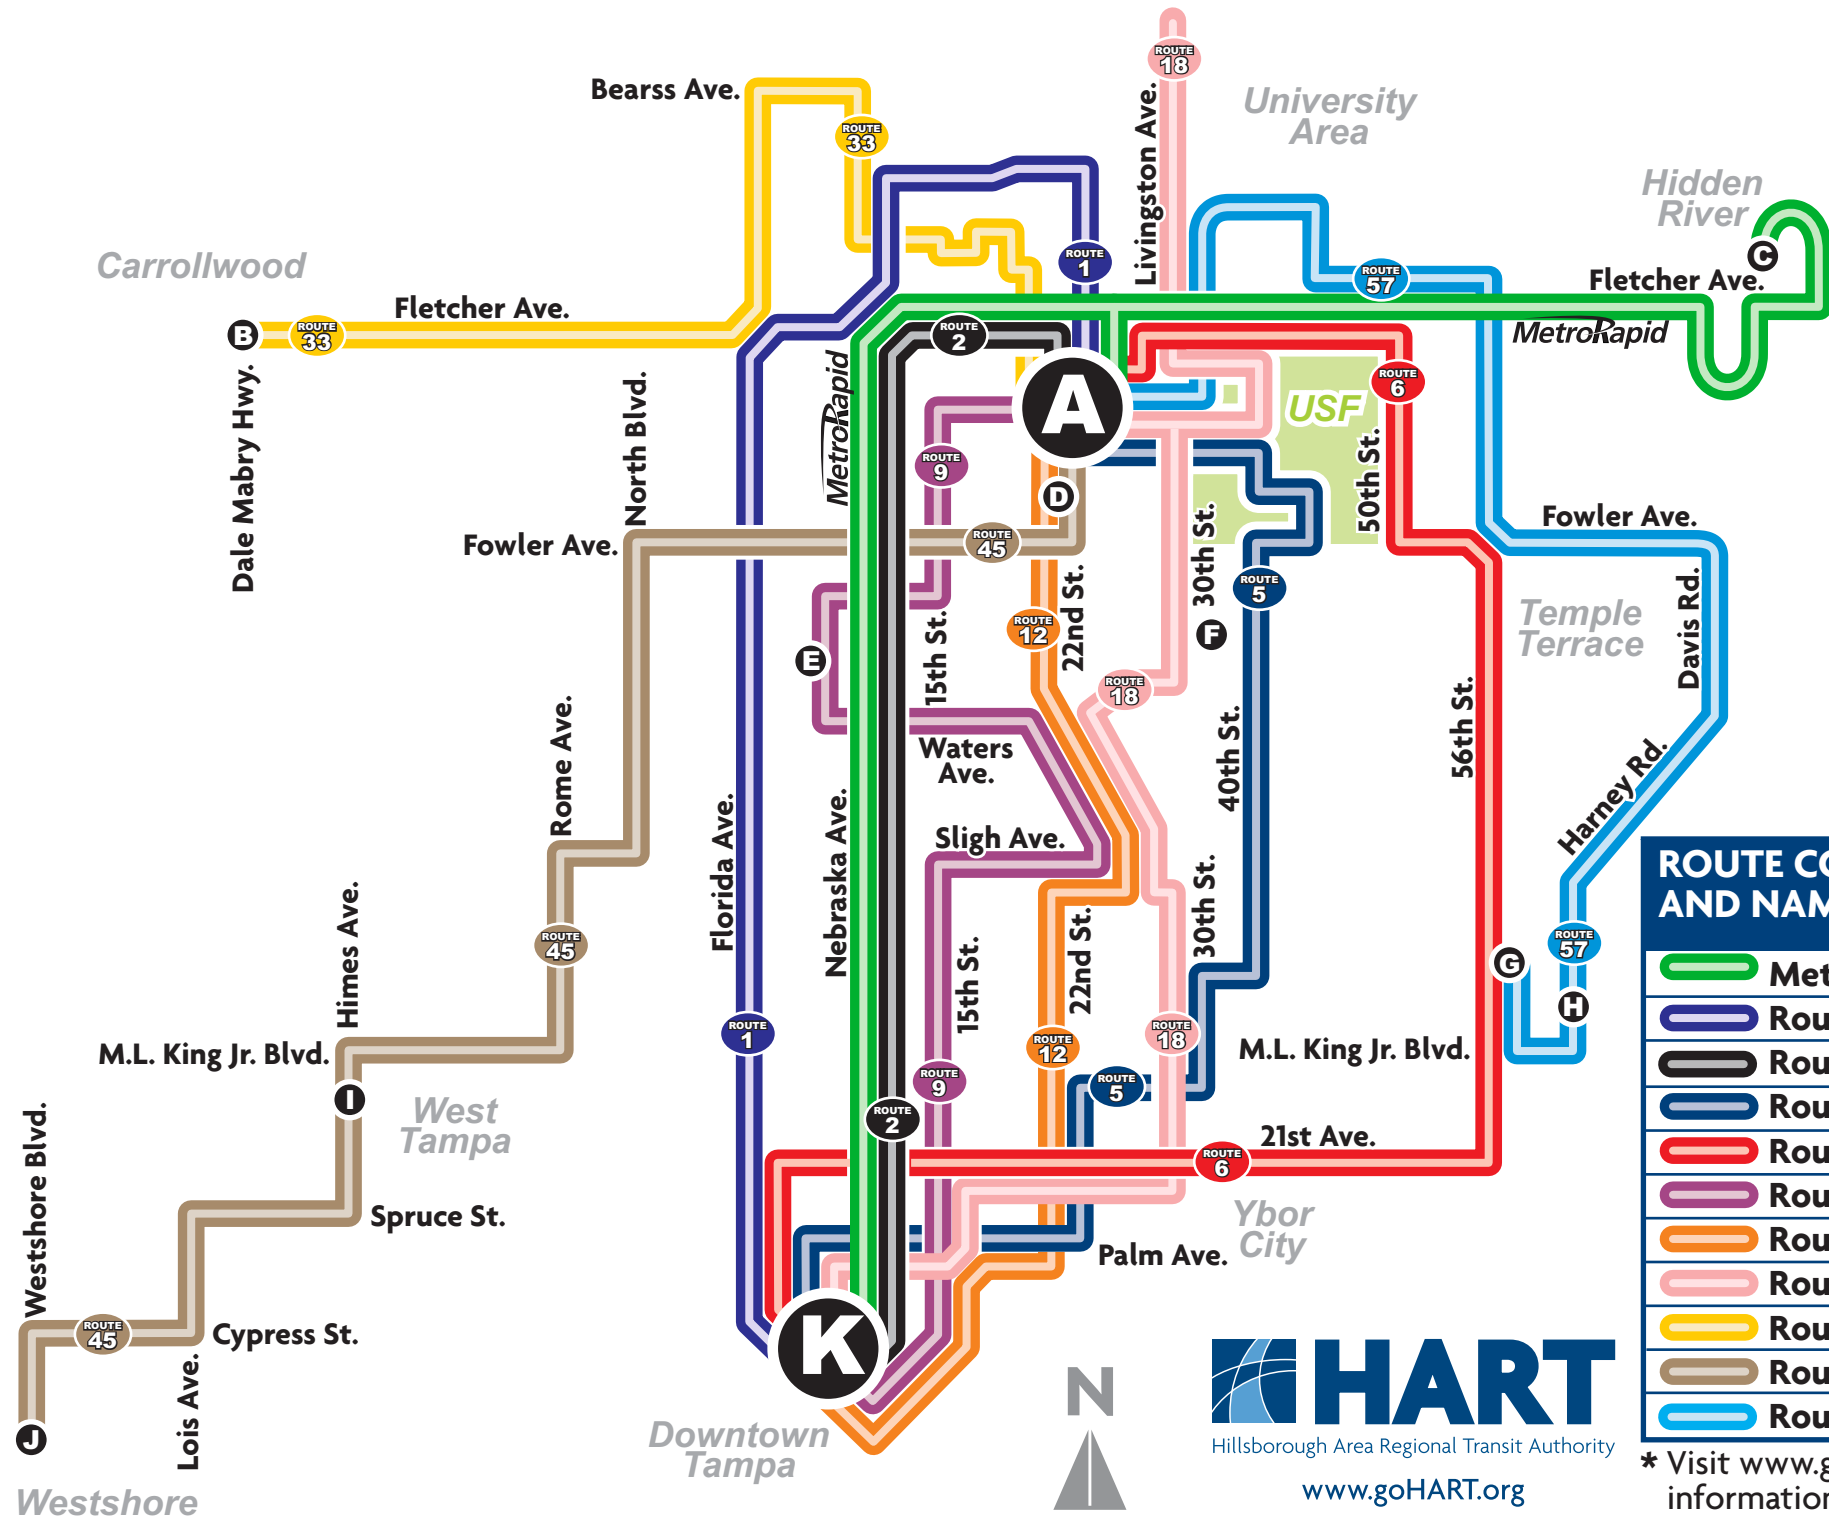 ROUTE
18
Bearss Ave.
University
Area
ROUTE
33
Livingston Ave.
Hidden
River
Carrollwood
ROUTE
1
C
ROUTE
57
Fletcher Ave.
Fletcher Ave.
B
ROUTE
33
ROUTE
2
MetroRapid
MetroRapid
A
ROUTE
6
USF
Dale Mabry Hwy.
North Blvd.
ROUTE
9
50th St.
D
Fowler Ave.
Fowler Ave.
ROUTE
45
30th St.
ROUTE
5
22nd St.
ROUTE
12
Temple
Terrace
Davis Rd.
F
E
15th St.
ROUTE
18
56th St.
Waters
Ave.
40th St.
Rome Ave.
Harney Rd.
Florida Ave.
Nebraska Ave.
Sligh Ave.
ROUTE CO
AND NAM
Himes Ave.
30th St.
22nd St.
15th St.
ROUTE
45
ROUTE
57
G
H
Met
Rou
Rou
Rou
Rou
Rou
Rou
Rou
Rou
Rou
Rou
ROUTE
1
ROUTE
12
ROUTE
18
M.L. King Jr. Blvd.
M.L. King Jr. Blvd.
ROUTE
9
ROUTE
5
I
West
Tampa
ROUTE
2
21st Ave.
ROUTE
6
Westshore Blvd.
Spruce St.
Ybor
City
Palm Ave.
ROUTE
45
Cypress St.
K
Lois Ave.
J
Downtown
Tampa
N
HART
Hillsborough Area Regional Transit Authority
www.goHART.org
* Visit www.g
information
Westshore